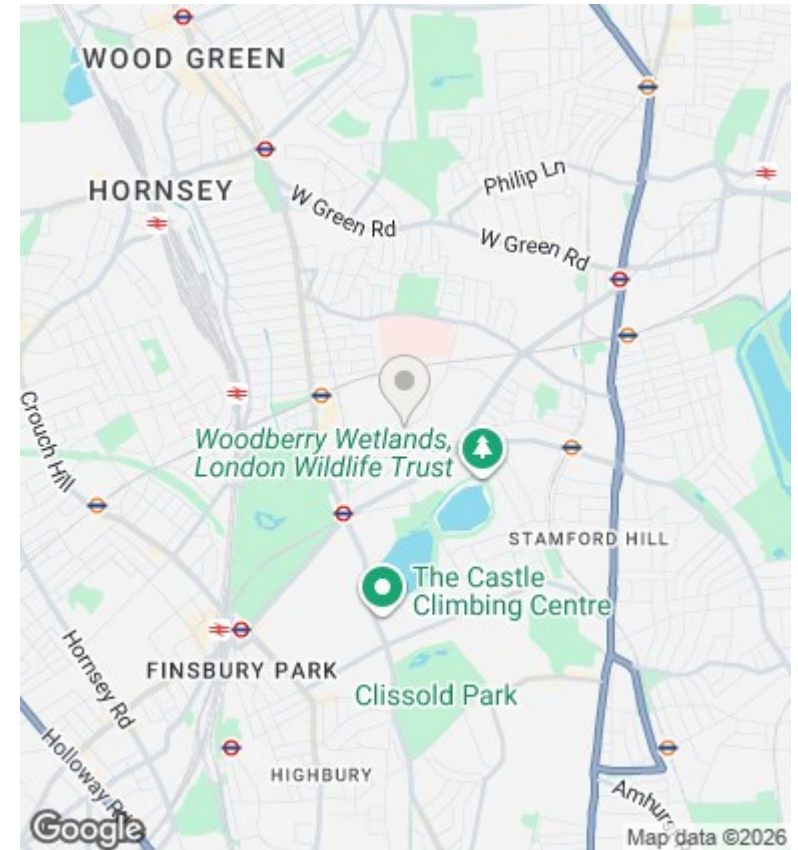 WOOD GREEN
HORNSEY
Philip Ln
W Green Rd
W Green Rd
Crouch Hill
Woodberry Wetlands,
London Wildlife Trust
STAMFORD HILL
The Castle
Climbing Centre
Hornsey Rd
FINSBURY PARK
Clissold Park
Holloway Rd
HIGHBURY
Google
Map data ©2026